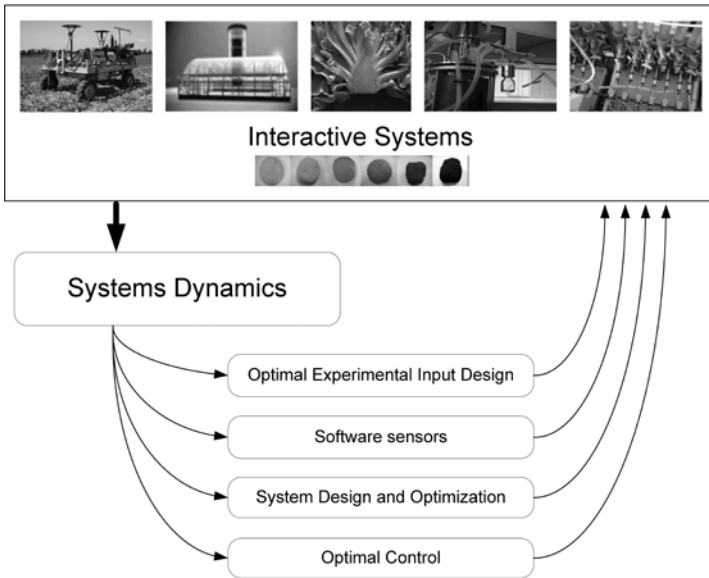 Interactive Systems
Systems Dynamics
Optimal Experimental Input Design
Software sensors
System Design and Optimization
Optimal Control